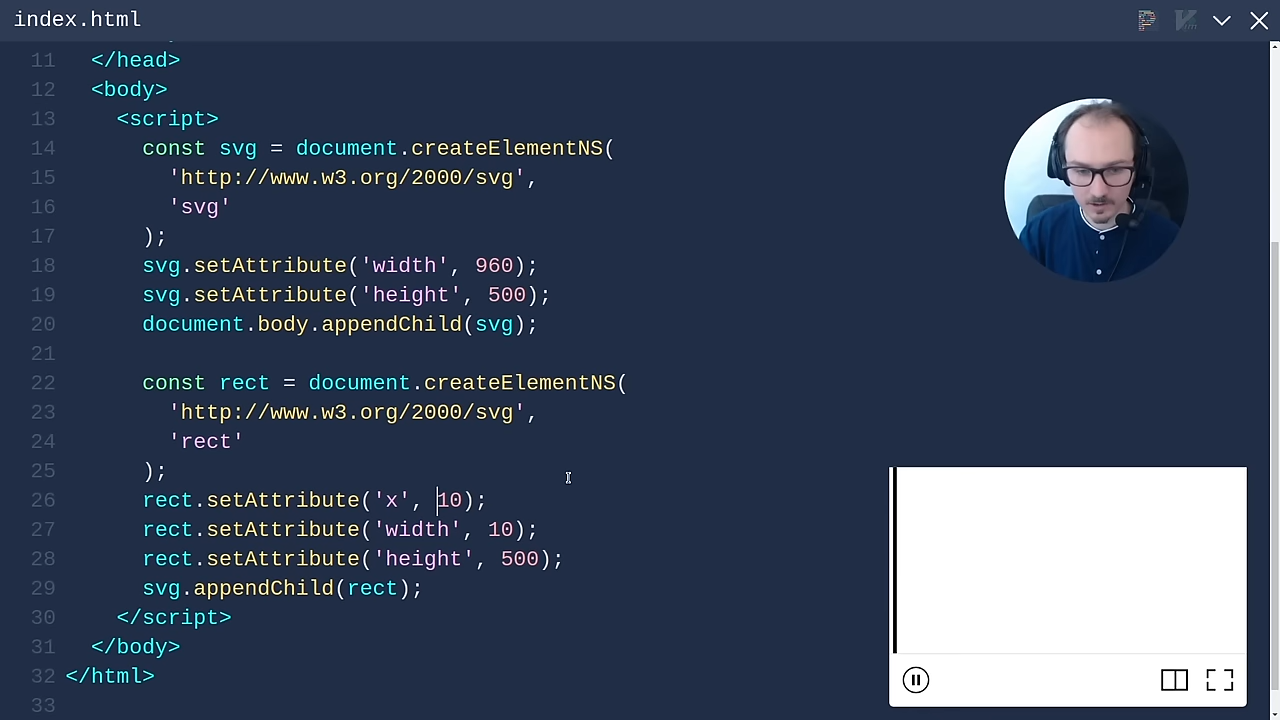 index.html
11 </head>
12 <body>
13 <script>
14 const svg = document.createElementNS(
15 'http://www.w3.org/2000/svg',
16 'svg'
17 );
18 svg.setAttribute('width', 960);
19 svg.setAttribute('height', 500);
20 document.body.appendChild(svg);
21
22 const rect = document.createElementNS(
23 'http://www.w3.org/2000/svg',
24 'rect'
25 );
26 rect.setAttribute('x', 10);
27 rect.setAttribute('width', 10);
28 rect.setAttribute('height', 500);
29 svg.appendChild(rect);
30 </script>
31 </body>
32 </html>
33